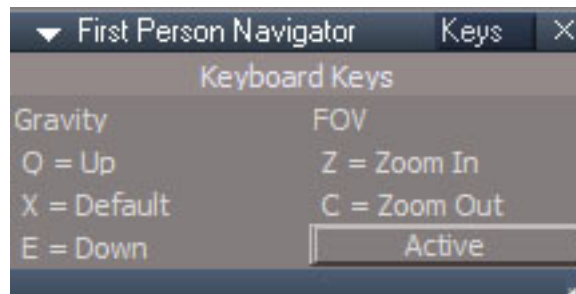 First Person Navigator Keys ×
Keyboard Keys
Gravity FOV
Q = Up Z = Zoom In
X = Default C = Zoom Out
E = Down Active